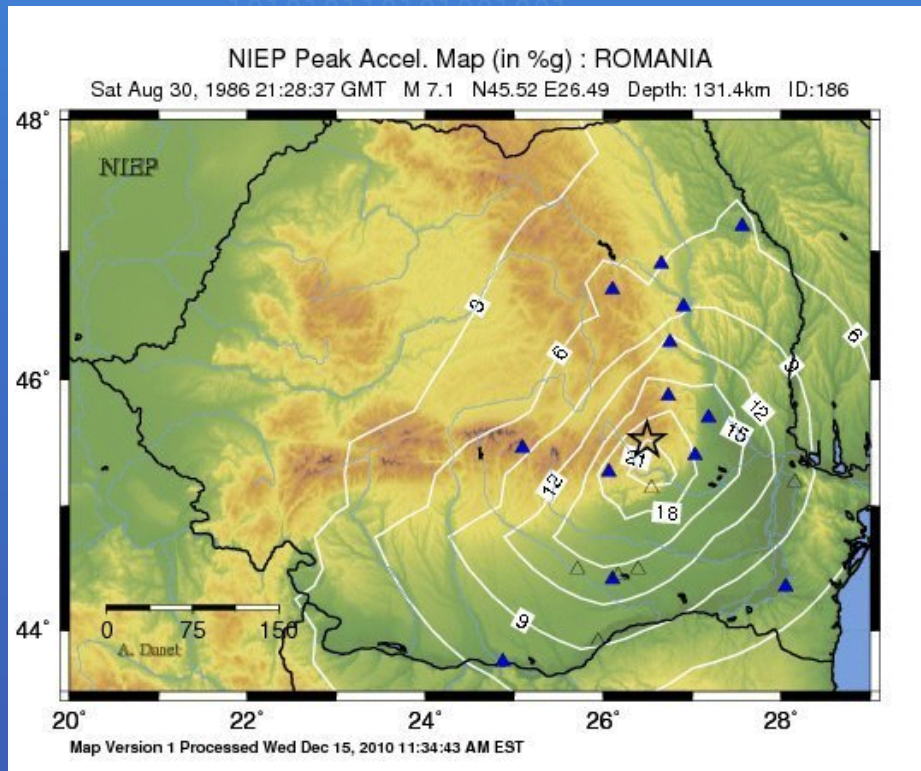 NIEP Peak Accel. Map (in %g) : ROMANIA
Sat Aug 30, 1986 21:28:37 GMT M 7.1 N45.52 E26.49 Depth: 131.4km ID:186
48°
NIEP
3
6
6
9
46°
12
15
21
12
18
9
44°
0 75 150
A. Danet
20° 22° 24° 26° 28°
Map Version 1 Processed Wed Dec 15, 2010 11:34:43 AM EST